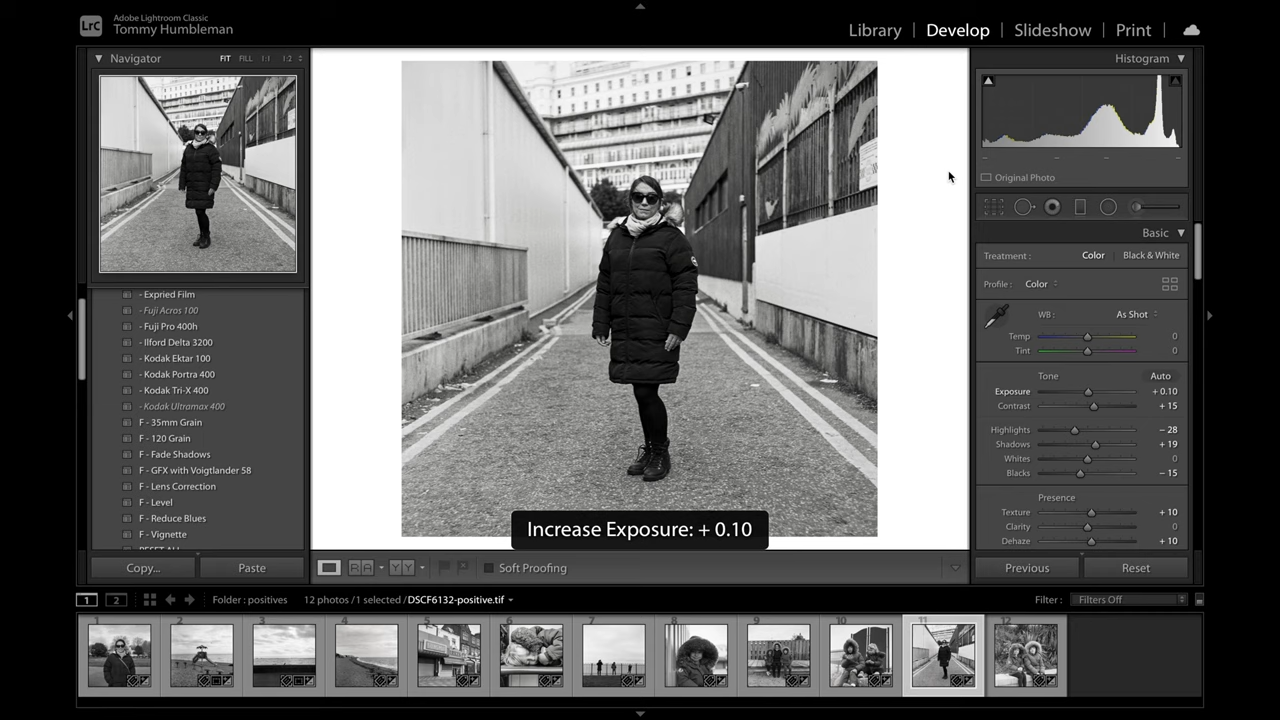 LrC
Adobe Lightroom Classic
Tommy Humbleman
Library | Develop | Slideshow | Print |
Navigator FIT FILL 1:1 1:2
Histogram
Original Photo
Basic
Treatment : Color | Black & White
Profile : Color
WB : As Shot
Temp 0
Tint 0
Tone Auto
Exposure + 0.10
Contrast + 15
Highlights − 28
Shadows + 19
Whites 0
Blacks − 15
Presence
Texture + 10
Clarity 0
Dehaze + 10
- Expried Film
- Fuji Acros 100
- Fuji Pro 400h
- Ilford Delta 3200
- Kodak Ektar 100
- Kodak Portra 400
- Kodak Tri-X 400
- Kodak Ultramax 400
F - 35mm Grain
F - 120 Grain
F - Fade Shadows
F - GFX with Voigtlander 58
F - Lens Correction
F - Level
F - Reduce Blues
F - Vignette
RESET ALL
Increase Exposure: + 0.10
Copy... Paste
RA YY Soft Proofing
Previous Reset
1 2 Folder : positives 12 photos / 1 selected / DSCF6132-positive.tif
Filter : Filters Off
1 2 3 4 5 6 7 8 9 10 11 12